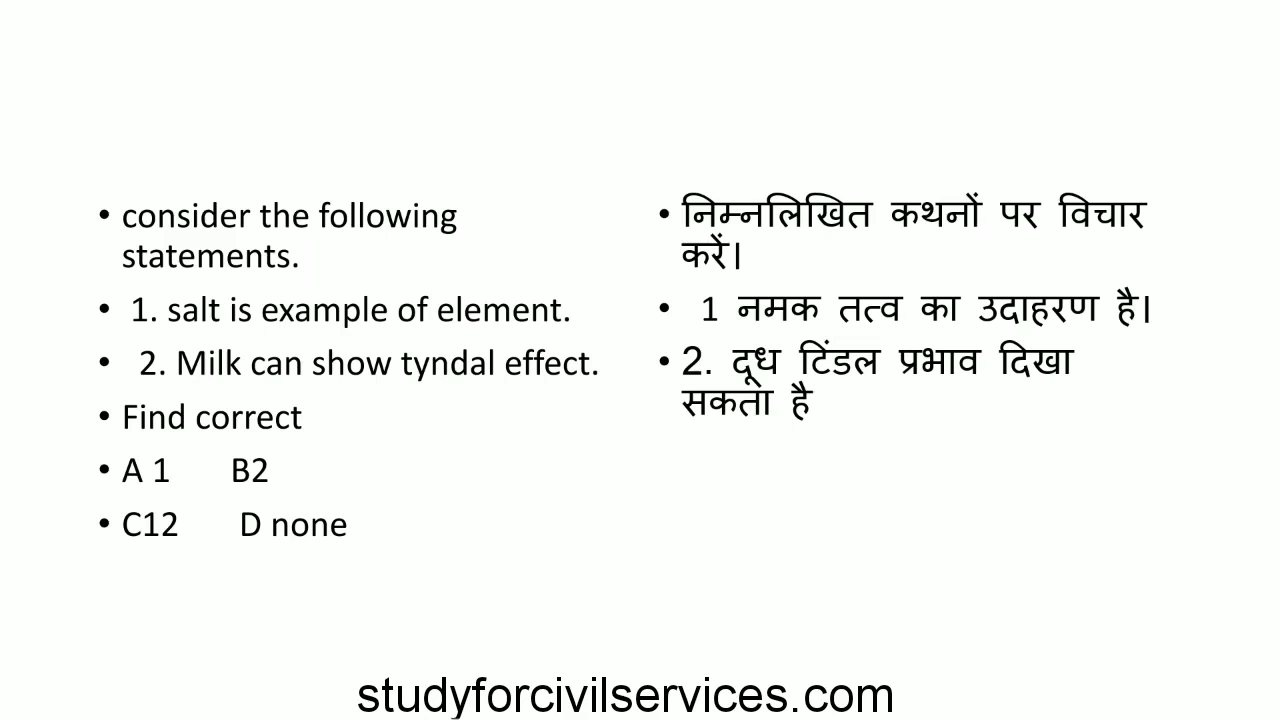 • consider the following
statements.
• 1. salt is example of element.
• 2. Milk can show tyndal effect.
• Find correct
• A 1 B2
• C12 D none
• निम्नलिखित कथनों पर विचार
करें।
• 1 नमक तत्व का उदाहरण है।
• 2. दूध टिंडल प्रभाव दिखा
सकता है
studyforcivilservices.com